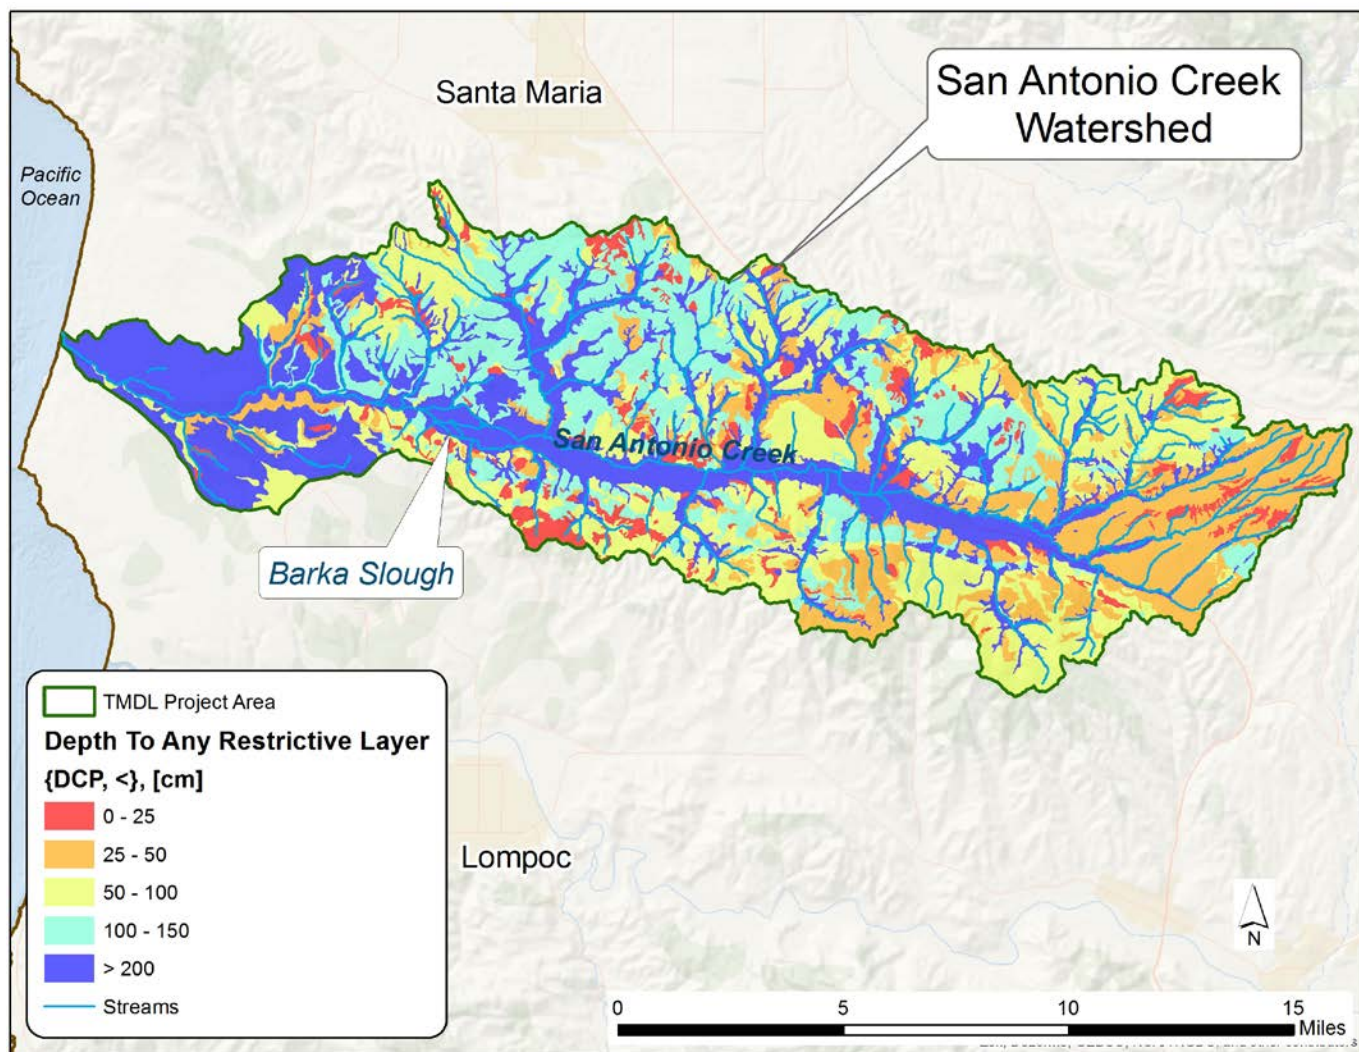 Santa Maria
San Antonio Creek
Watershed
Pacific
Ocean
San Antonio Creek
Barka Slough
TMDL Project Area
Depth To Any Restrictive Layer
{DCP, <}, [cm]
0 - 25
25 - 50
50 - 100
100 - 150
> 200
Streams
Lompoc
N
0 5 10 15
Miles